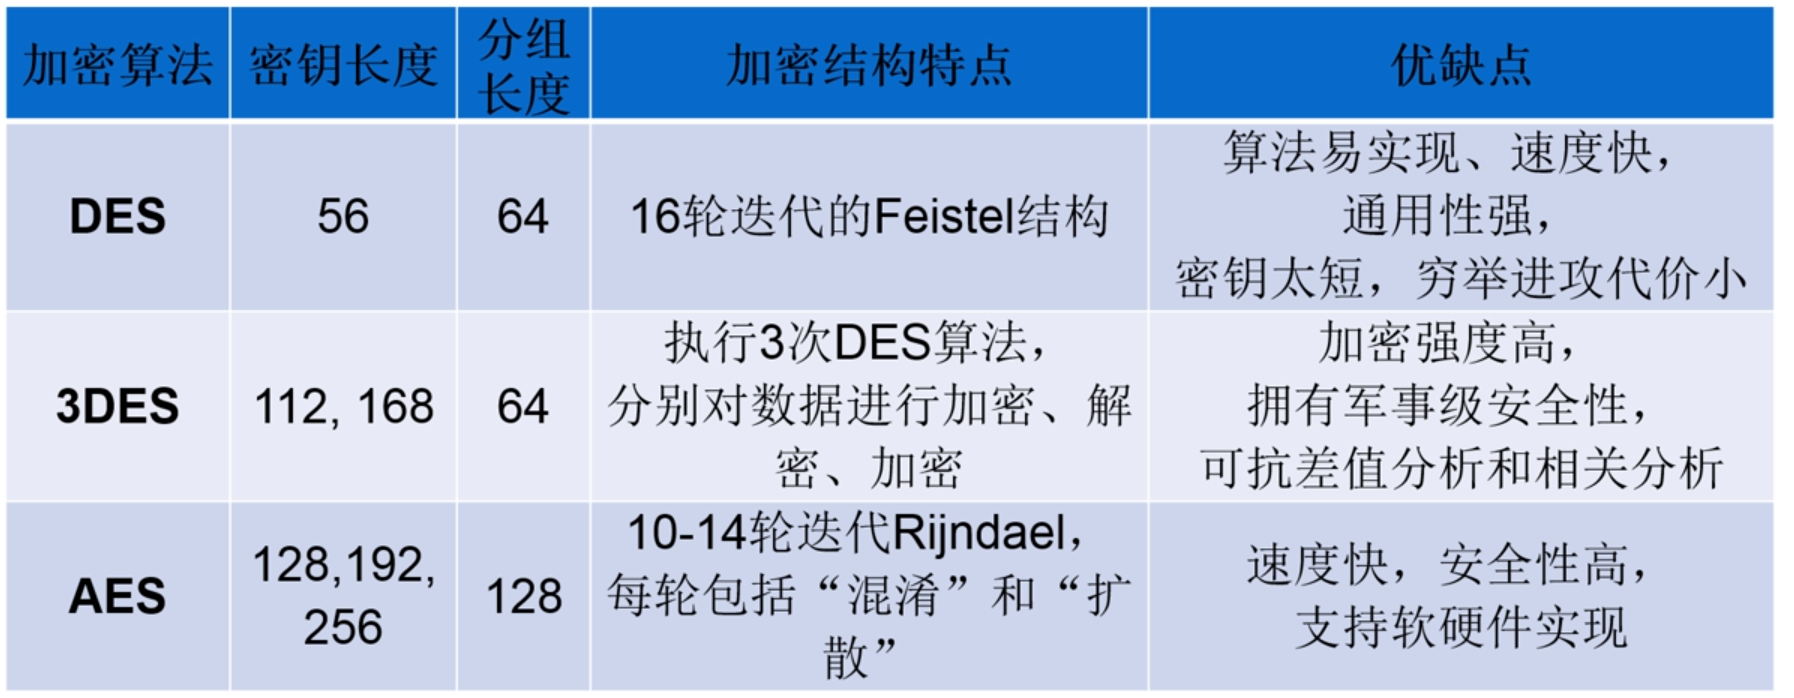 加密算法
密钥长度
分组
长度
加密结构特点
优缺点
DES
56
64
16轮迭代的Feistel结构
算法易实现、速度快，
通用性强，
密钥太短，穷举进攻代价小
3DES
112, 168
64
执行3次DES算法，
分别对数据进行加密、解
密、加密
加密强度高，
拥有军事级安全性，
可抗差值分析和相关分析
AES
128,192,
256
128
10-14轮迭代Rijndael，
每轮包括“混淆”和“扩
散”
速度快，安全性高，
支持软硬件实现